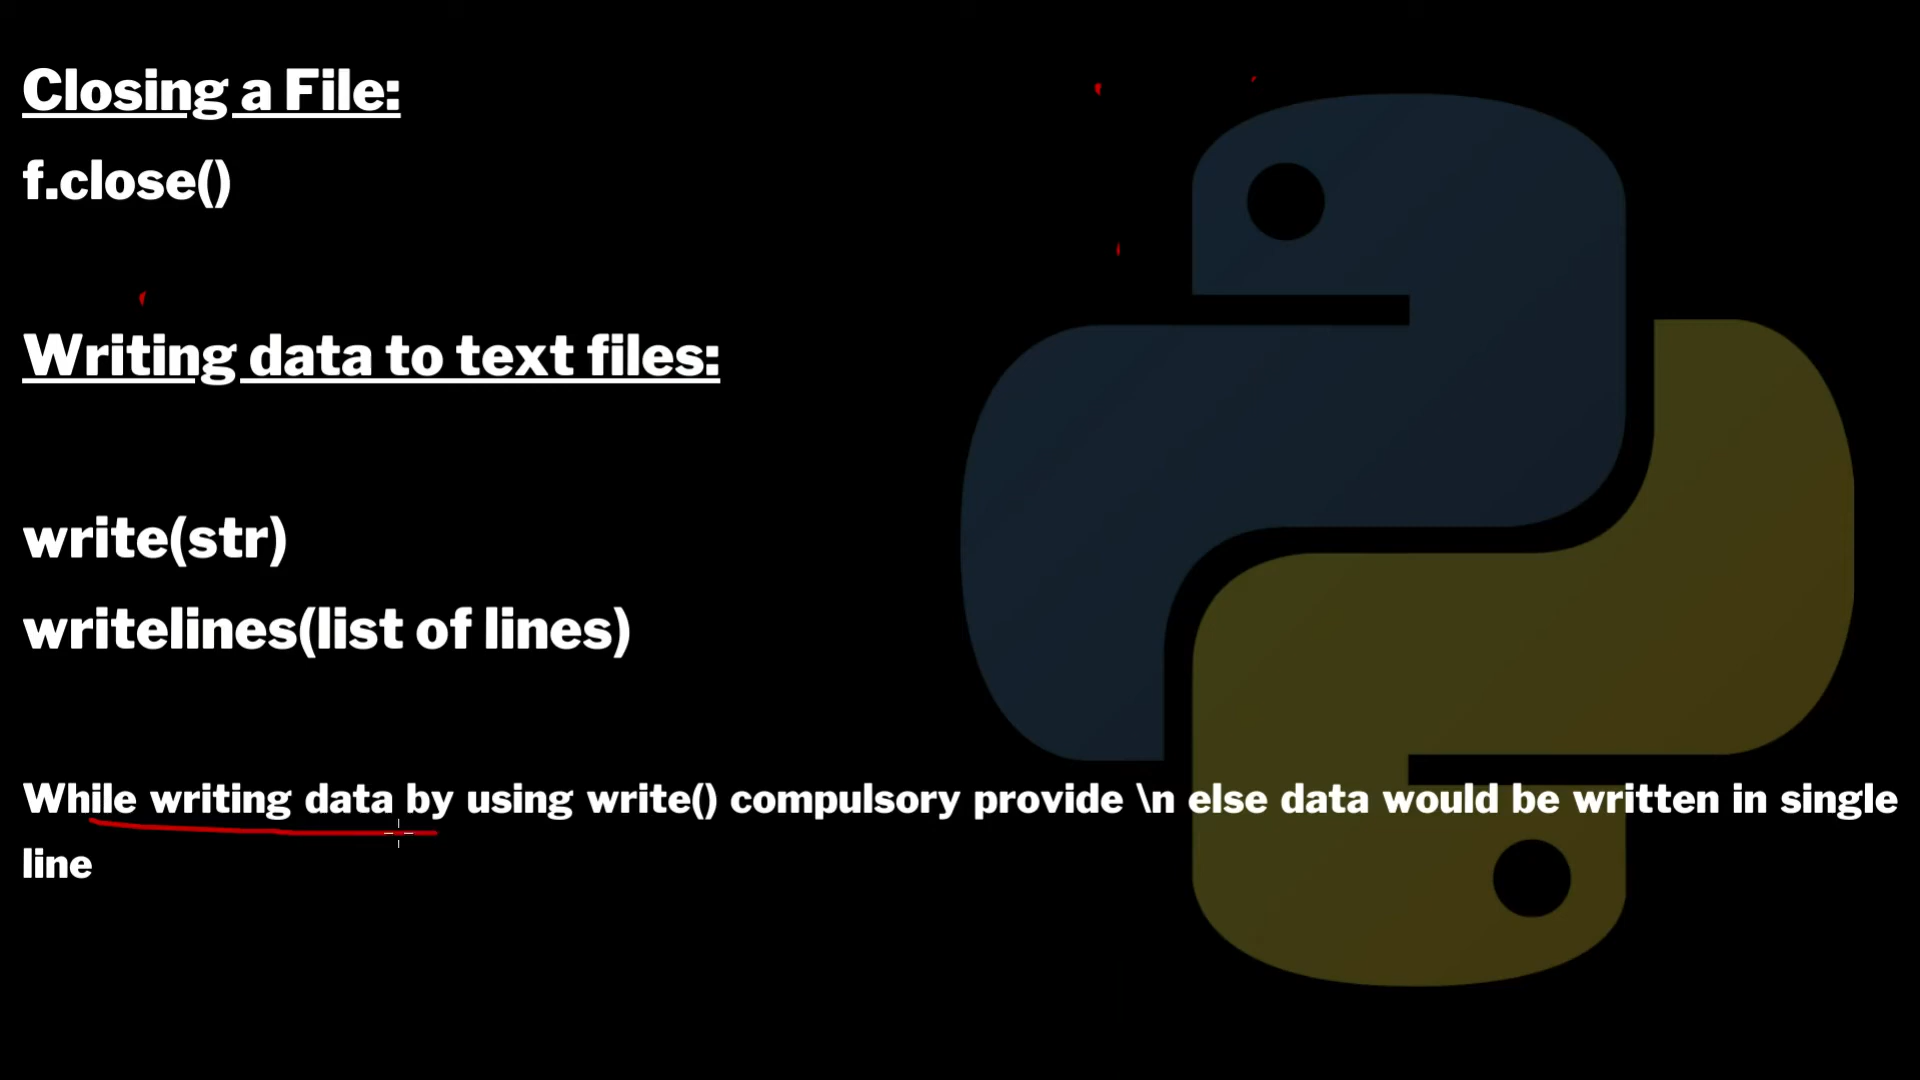 Closing a File:
f.close()
Writing data to text files:
write(str)
writelines(list of lines)
While writing data by using write() compulsory provide \n else data would be written in single
line